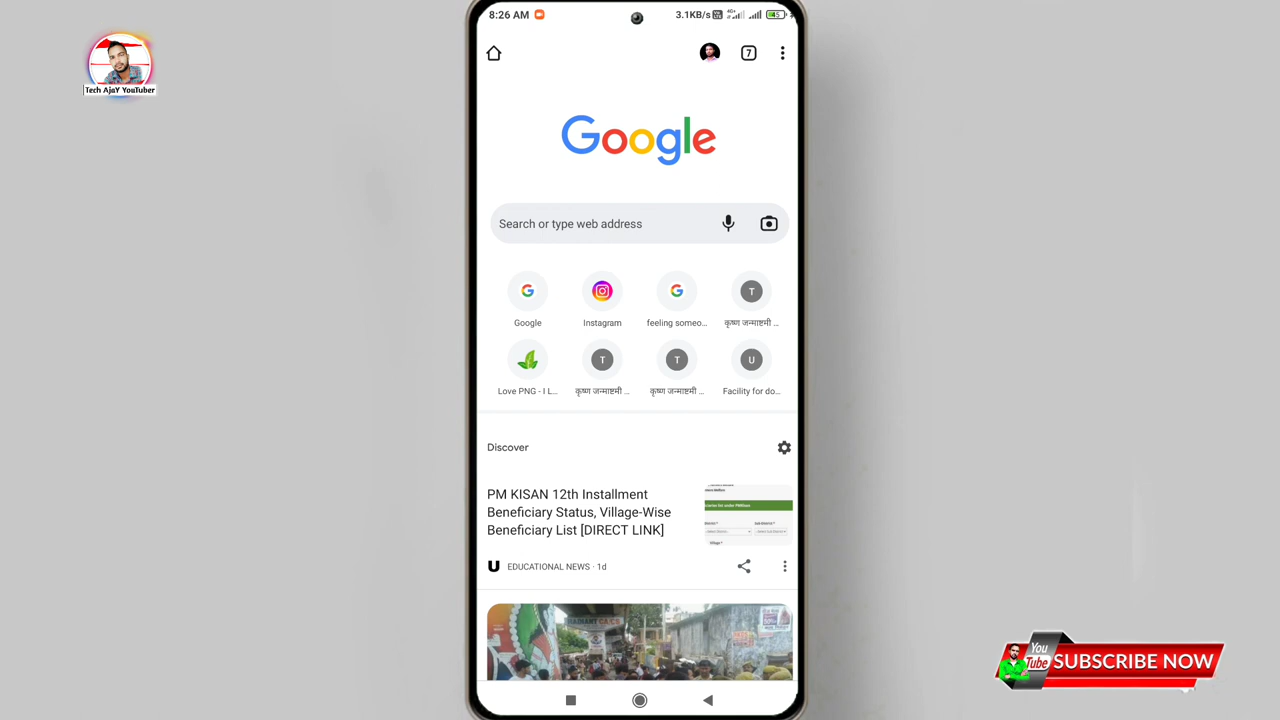 8:26 AM
3.1KB/s
4G+
45
Tech AjaY YouTuber
7
Google
Search or type web address
Google
Instagram
feeling someo...
कृष्ण जन्माष्टमी ...
Love PNG - I L...
कृष्ण जन्माष्टमी ...
कृष्ण जन्माष्टमी ...
Facility for do...
Discover
PM KISAN 12th Installment
Beneficiary Status, Village-Wise
Beneficiary List [DIRECT LINK]
EDUCATIONAL NEWS · 1d
You
Tube
SUBSCRIBE NOW